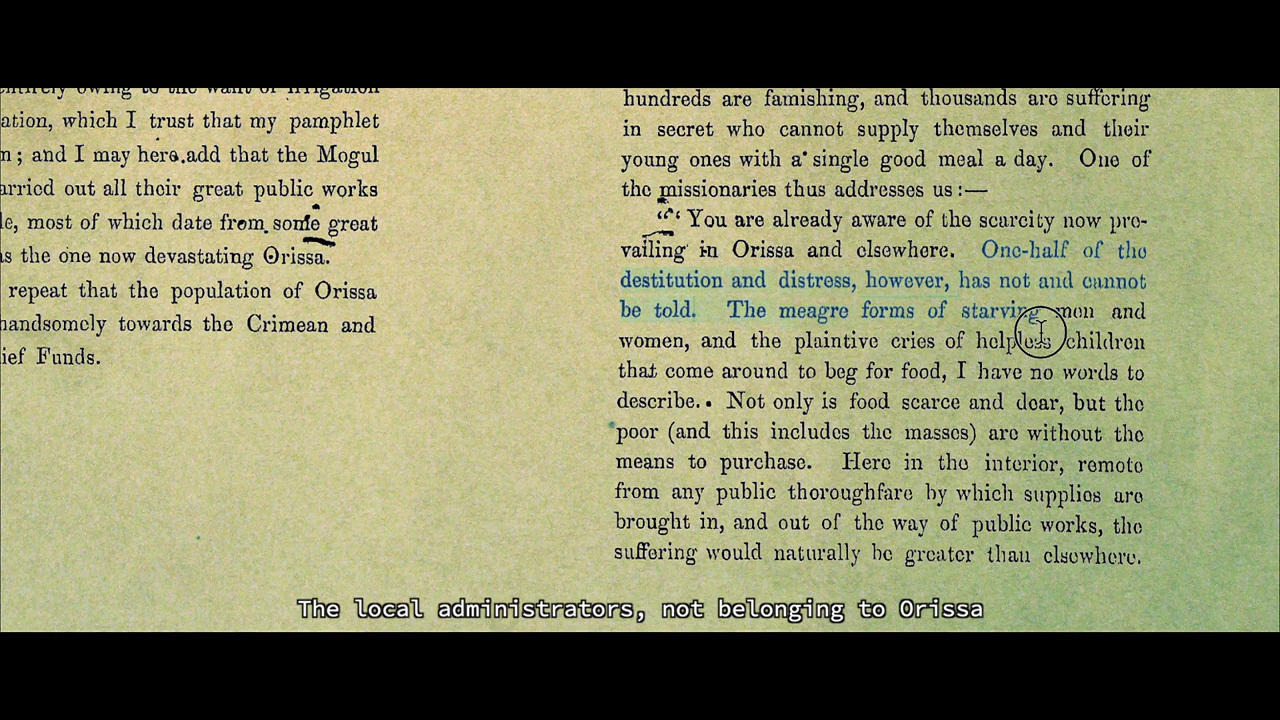 entirely owing to the want of Irrigation
ation, which I trust that my pamphlet
n; and I may here add that the Mogul
arried out all their great public works
le, most of which date from some great
as the one now devastating Orissa.
repeat that the population of Orissa
handsomely towards the Crimean and
ief Funds.
hundreds are famishing, and thousands are suffering
in secret who cannot supply themselves and their
young ones with a single good meal a day. One of
the missionaries thus addresses us:—
“‘ You are already aware of the scarcity now pre-
vailing in Orissa and elsewhere. One-half of the
destitution and distress, however, has not and cannot
be told. The meagre forms of starving men and
women, and the plaintive cries of helpless children
that come around to beg for food, I have no words to
describe. Not only is food scarce and dear, but the
poor (and this includes the masses) are without the
means to purchase. Here in the interior, remote
from any public thoroughfare by which supplies are
brought in, and out of the way of public works, the
suffering would naturally be greater than elsewhere.
The local administrators, not belonging to Orissa